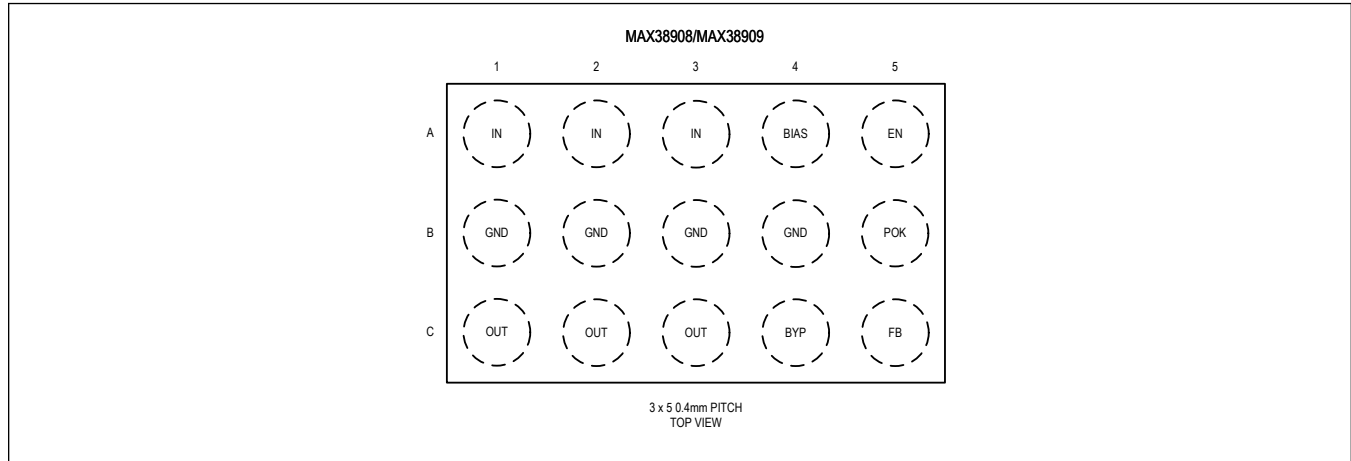 MAX38908/MAX38909
1 2 3 4 5
A IN IN IN BIAS EN
B GND GND GND GND POK
C OUT OUT OUT BYP FB
3 x 5 0.4mm PITCH
TOP VIEW